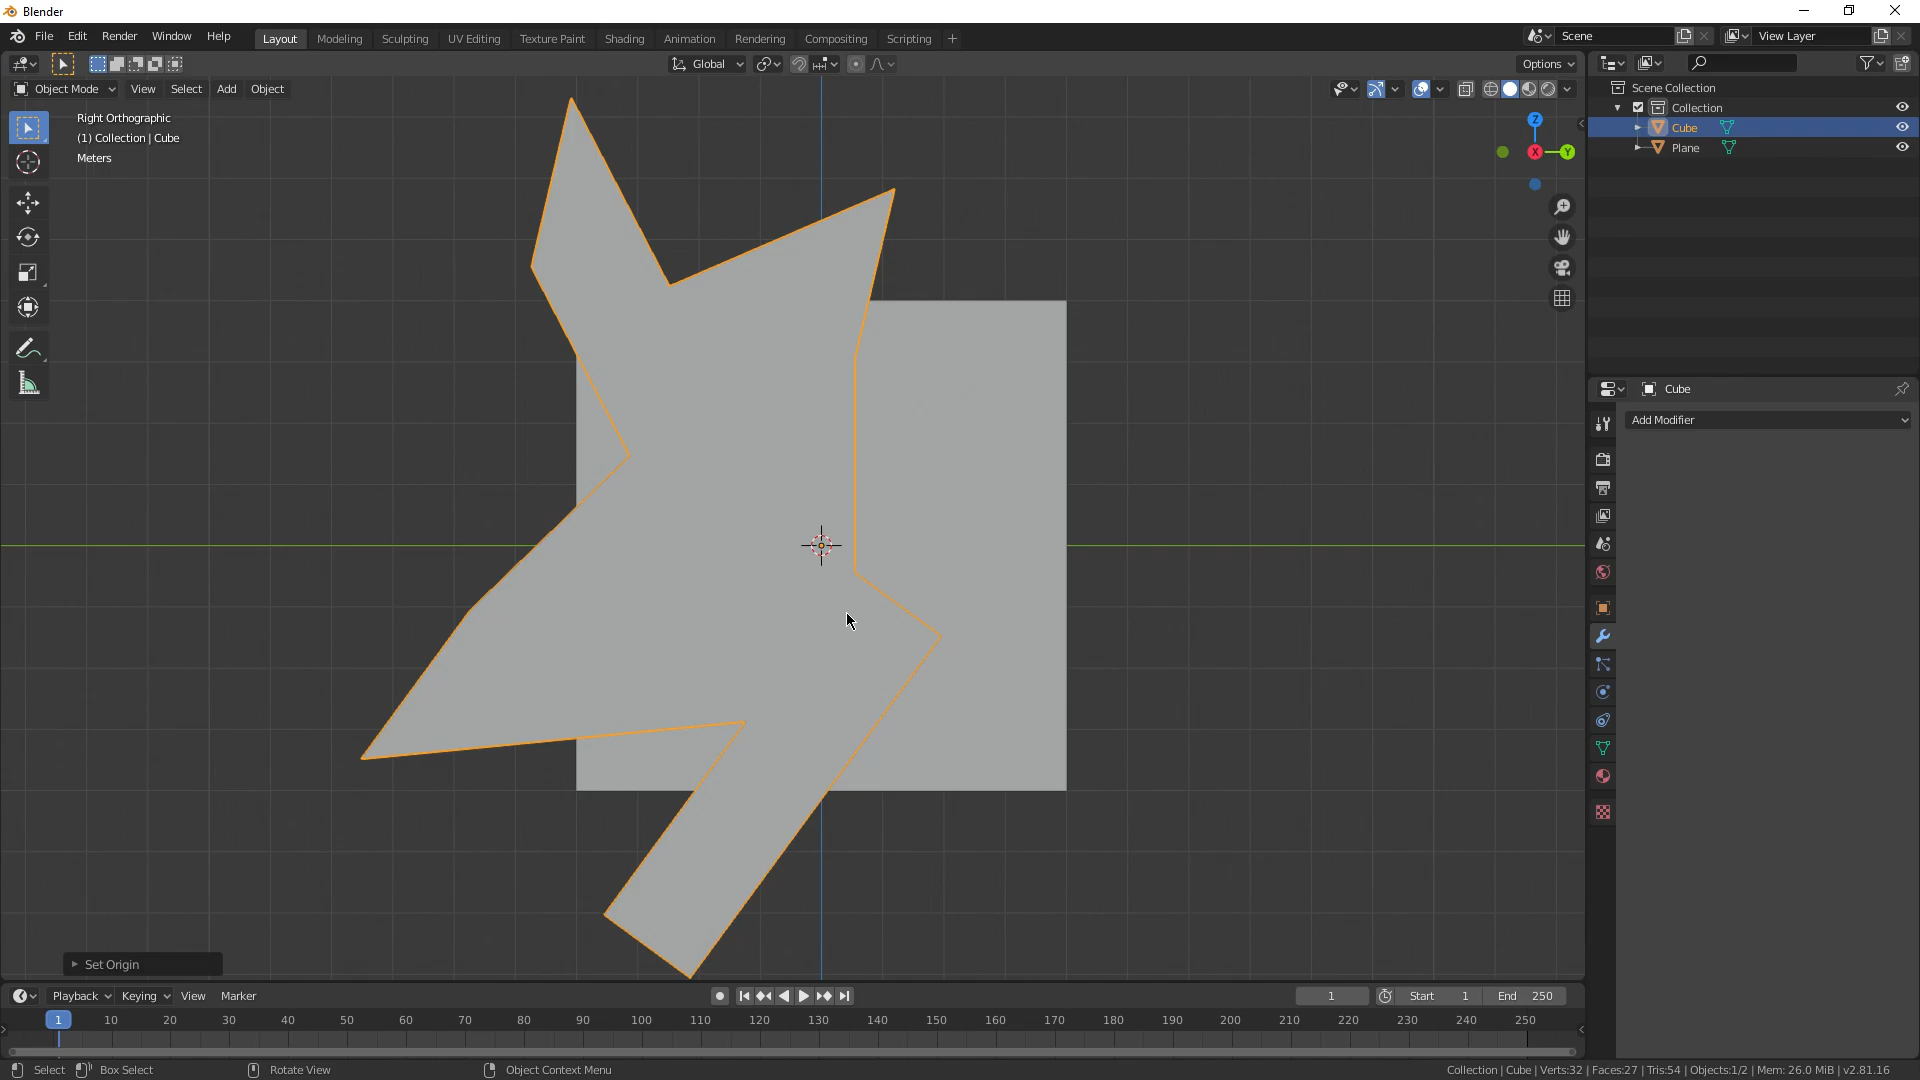 Blender
File Edit Render Window Help
Layout Modeling Sculpting UV Editing Texture Paint Shading Animation Rendering Compositing Scripting +
Scene
View Layer
Global
Options
Object Mode View Select Add Object
Right Orthographic
(1) Collection | Cube
Meters
Z
X
Y
Scene Collection
Collection
Cube
Plane
Cube
Add Modifier
Set Origin
Playback Keying View Marker
1
Start 1
End 250
1 10 20 30 40 50 60 70 80 90 100 110 120 130 140 150 160 170 180 190 200 210 220 230 240 250
Select Box Select Rotate View Object Context Menu
Collection | Cube | Verts:32 | Faces:27 | Tris:54 | Objects:1/2 | Mem: 26.0 MiB | v2.81.16